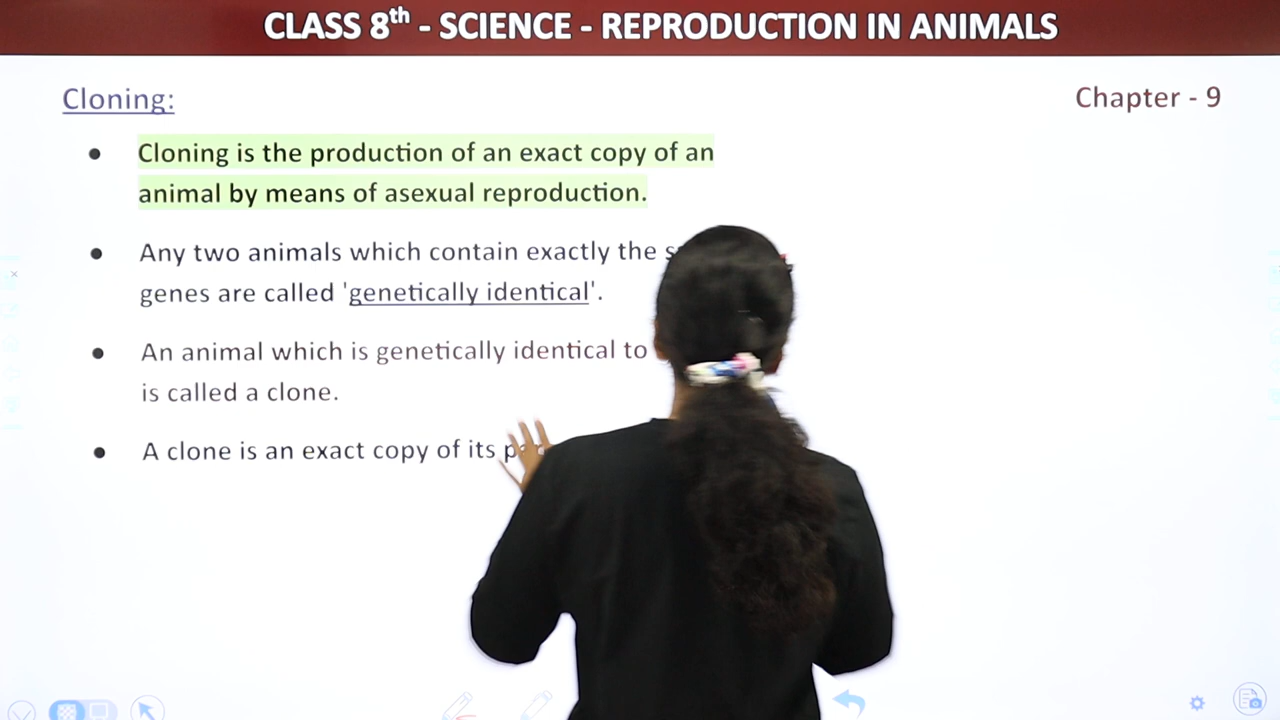 CLASS 8th - SCIENCE - REPRODUCTION IN ANIMALS
Cloning:
Chapter - 9
• Cloning is the production of an exact copy of an
animal by means of asexual reproduction.
• Any two animals which contain exactly the
genes are called 'genetically identical'.
• An animal which is genetically identical to
is called a clone.
• A clone is an exact copy of its